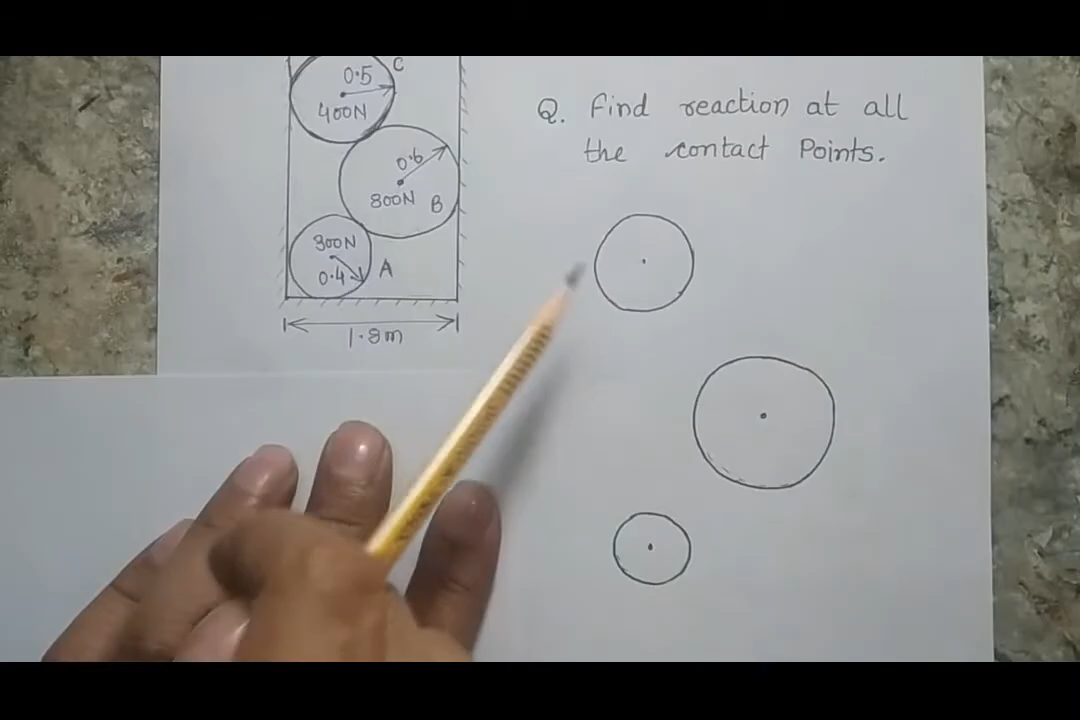 0.5
C
400N
0.6
800N
B
300N
0.4
A
1.8m
Q. Find reaction at all
the contact Points.